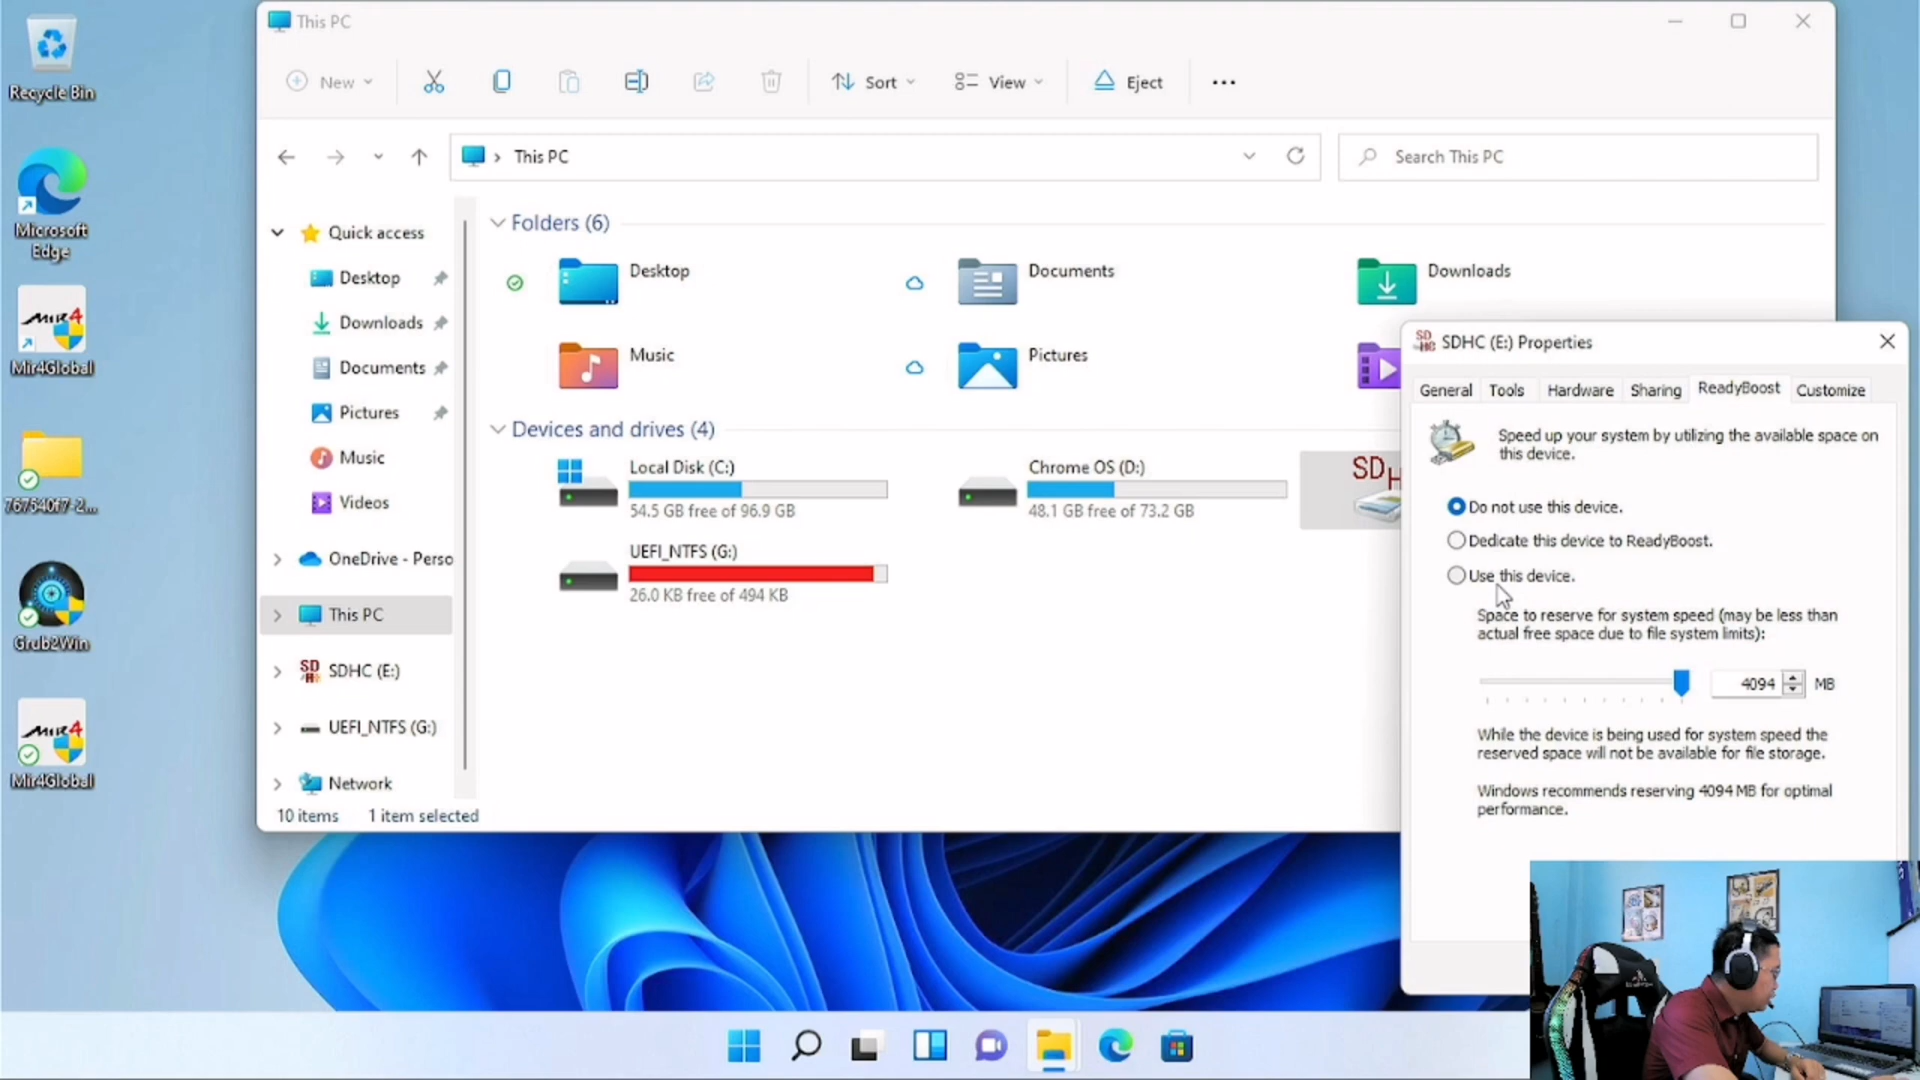 Recycle Bin
Microsoft
Edge
MIR4
Mir4Global
767540f7-2...
Grub2Win
MIR4
Mir4Global
This PC
New
Sort
View
Eject
This PC
Search This PC
Quick access
Desktop
Downloads
Documents
Pictures
Music
Videos
OneDrive - Perso
This PC
SD
SDHC (E:)
UEFI_NTFS (G:)
Network
10 items
1 item selected
Folders (6)
Desktop
Documents
Downloads
Music
Pictures
Devices and drives (4)
Local Disk (C:)
54.5 GB free of 96.9 GB
Chrome OS (D:)
48.1 GB free of 73.2 GB
SDH
UEFI_NTFS (G:)
26.0 KB free of 494 KB
SD
HC
SDHC (E:) Properties
General
Tools
Hardware
Sharing
ReadyBoost
Customize
Speed up your system by utilizing the available space on
this device.
Do not use this device.
Dedicate this device to ReadyBoost.
Use this device.
Space to reserve for system speed (may be less than
actual free space due to file system limits):
4094
MB
While the device is being used for system speed the
reserved space will not be available for file storage.
Windows recommends reserving 4094 MB for optimal
performance.